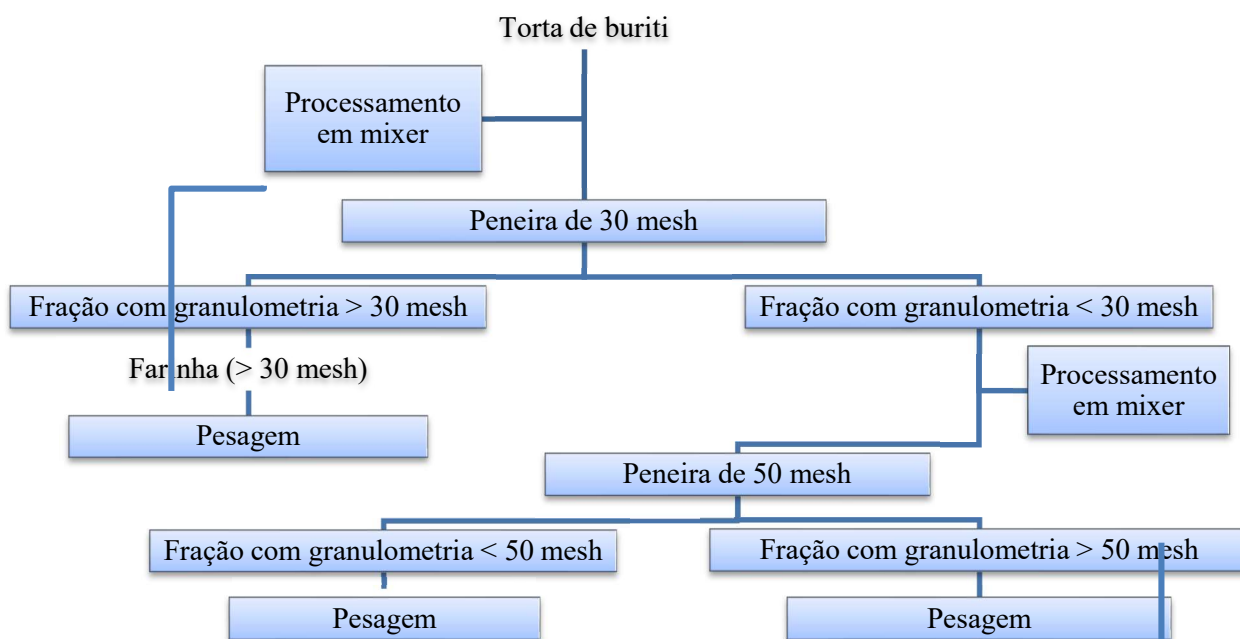 Torta de buriti
Processamento
em mixer
Peneira de 30 mesh
Fração com granulometria > 30 mesh
Fração com granulometria < 30 mesh
Farinha (> 30 mesh)
Processamento
em mixer
Pesagem
Peneira de 50 mesh
Fração com granulometria < 50 mesh
Fração com granulometria > 50 mesh
Pesagem
Pesagem